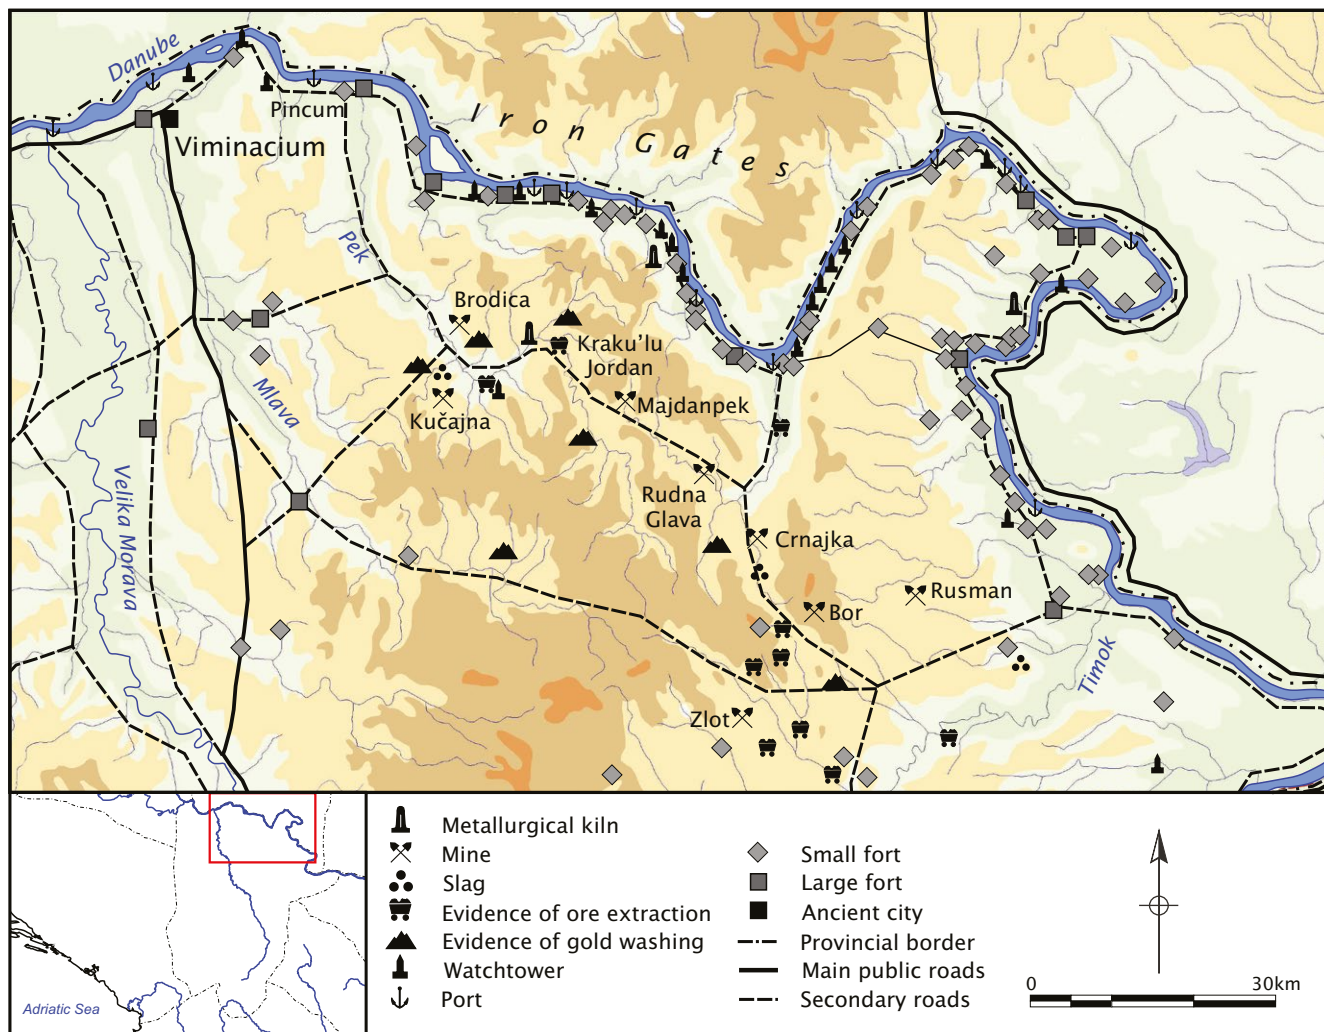 Danube
Pincum
Viminacium
Iron Gates
Pek
Brodica
Kraku'lu
Jordan
Mlava
Kučajna
Majdanpek
Velika Morava
Rudna
Glava
Crnajka
Bor
Rusman
Timok
Zlot
Adriatic Sea
Metallurgical kiln
Mine
Slag
Evidence of ore extraction
Evidence of gold washing
Watchtower
Port
Small fort
Large fort
Ancient city
Provincial border
Main public roads
Secondary roads
0 30km